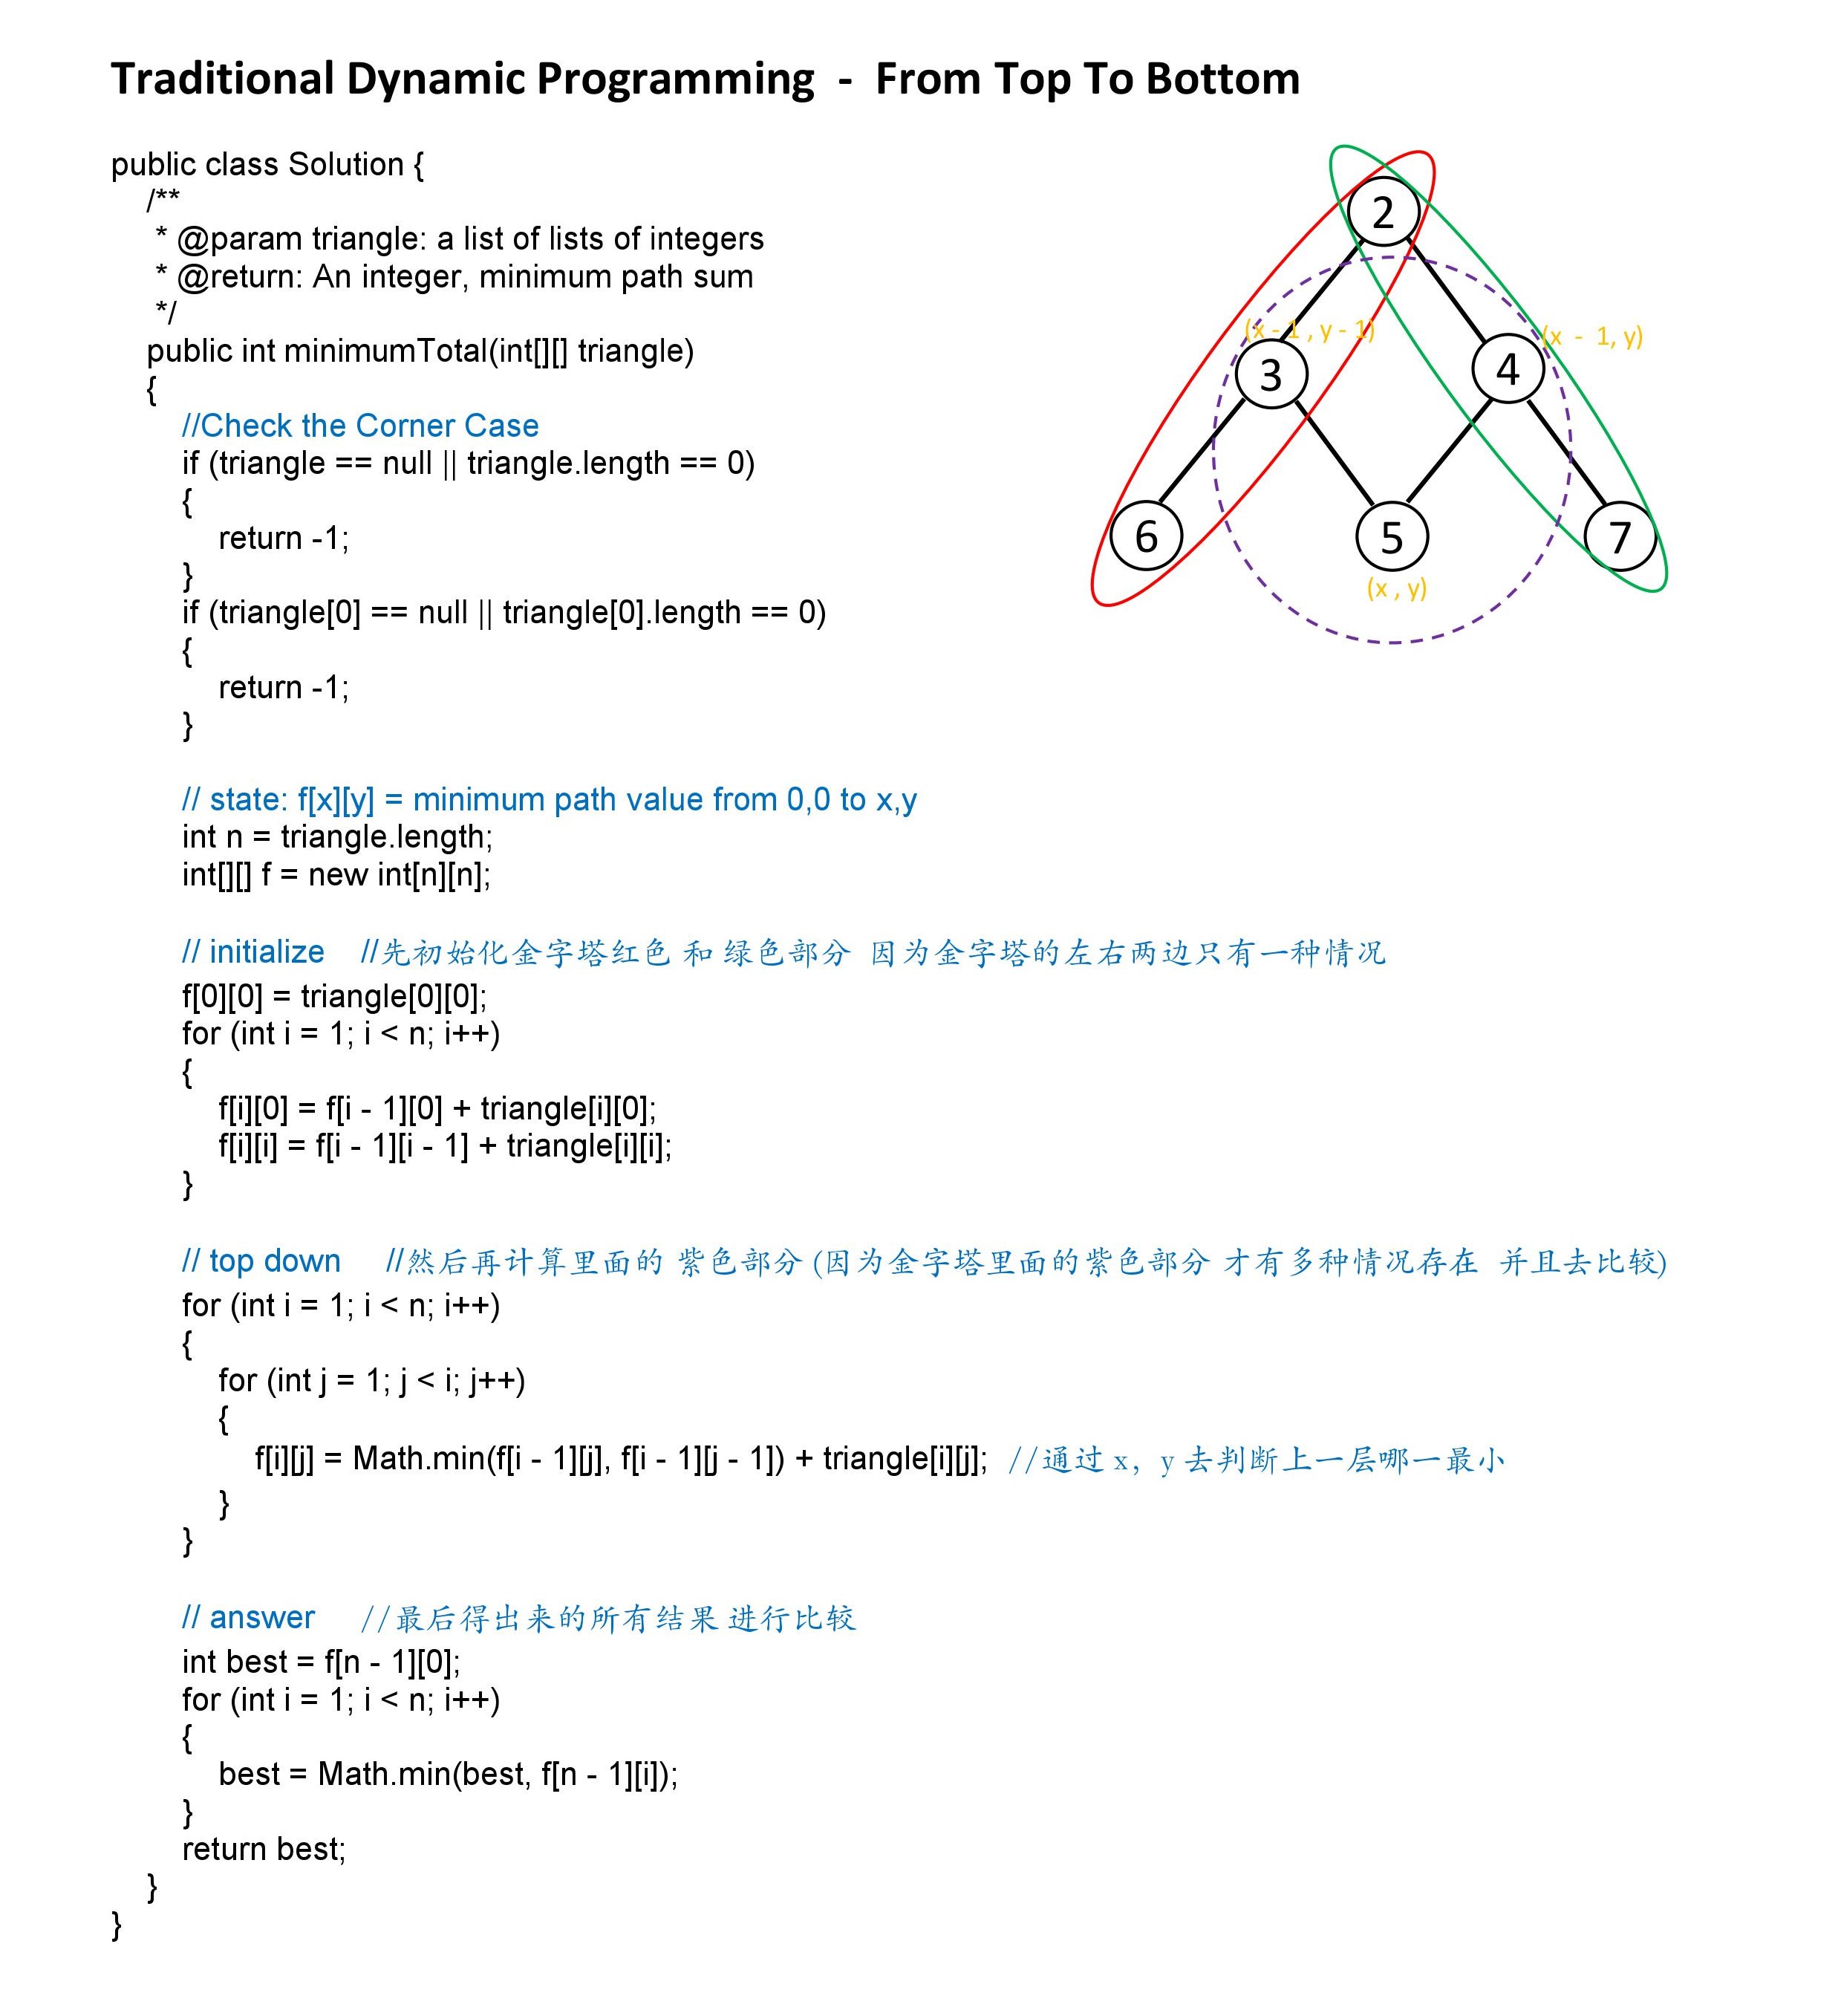 Traditional Dynamic Programming  -  From Top To Bottom
public class Solution {
/**
* @param triangle: a list of lists of integers
* @return: An integer, minimum path sum
*/
public int minimumTotal(int[][] triangle)
{
//Check the Corner Case
if (triangle == null || triangle.length == 0)
{
return -1;
}
if (triangle[0] == null || triangle[0].length == 0)
{
return -1;
}
// state: f[x][y] = minimum path value from 0,0 to x,y
int n = triangle.length;
int[][] f = new int[n][n];
// initialize    //先初始化金字塔红色 和 绿色部分  因为金字塔的左右两边只有一种情况
f[0][0] = triangle[0][0];
for (int i = 1; i < n; i++)
{
f[i][0] = f[i - 1][0] + triangle[i][0];
f[i][i] = f[i - 1][i - 1] + triangle[i][i];
}
// top down     //然后再计算里面的 紫色部分 (因为金字塔里面的紫色部分 才有多种情况存在  并且去比较)
for (int i = 1; i < n; i++)
{
for (int j = 1; j < i; j++)
{
f[i][j] = Math.min(f[i - 1][j], f[i - 1][j - 1]) + triangle[i][j];  //通过 x，y 去判断上一层哪一最小
}
}
// answer     //最后得出来的所有结果 进行比较
int best = f[n - 1][0];
for (int i = 1; i < n; i++)
{
best = Math.min(best, f[n - 1][i]);
}
return best;
}
}
2
(x - 1 , y - 1)
(x  -  1, y)
3
4
6
5
7
(x , y)